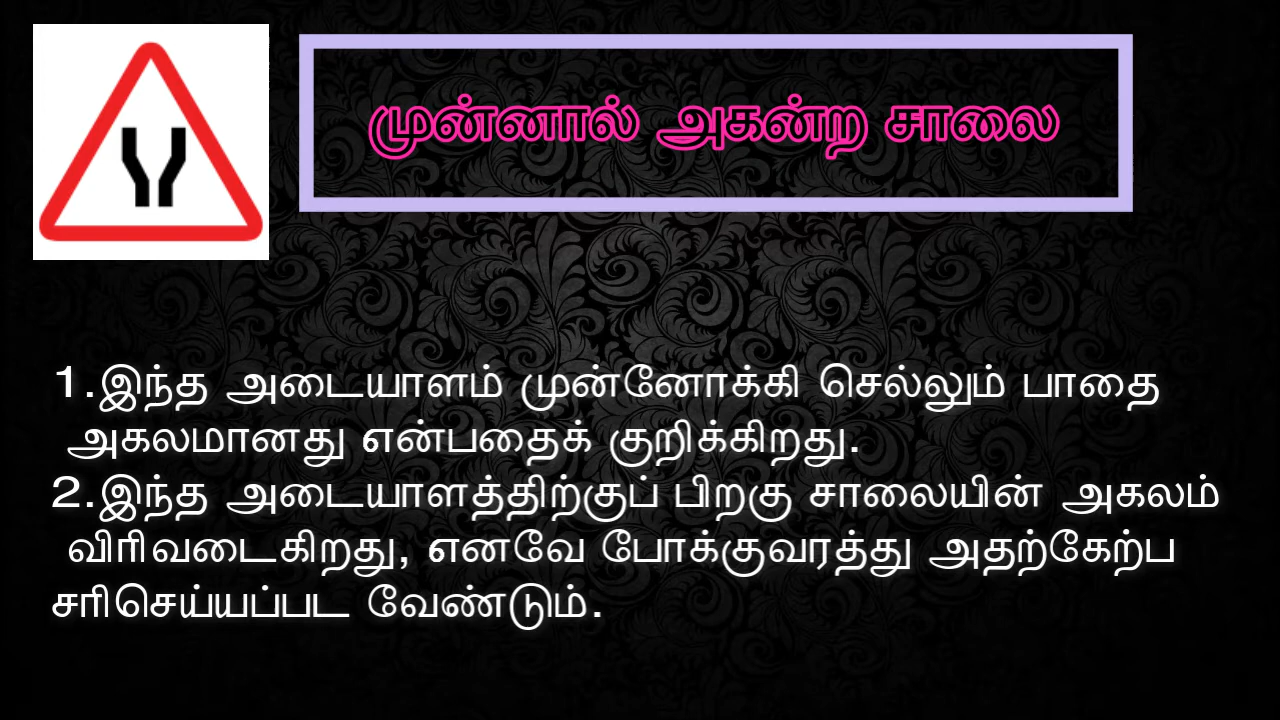 முன்னால் அகன்ற சாலை
1.இந்த அடையாளம் முன்னோக்கி செல்லும் பாதை
அகலமானது என்பதைக் குறிக்கிறது.
2.இந்த அடையாளத்திற்குப் பிறகு சாலையின் அகலம்
விரிவடைகிறது, எனவே போக்குவரத்து அதற்கேற்ப
சரிசெய்யப்பட வேண்டும்.